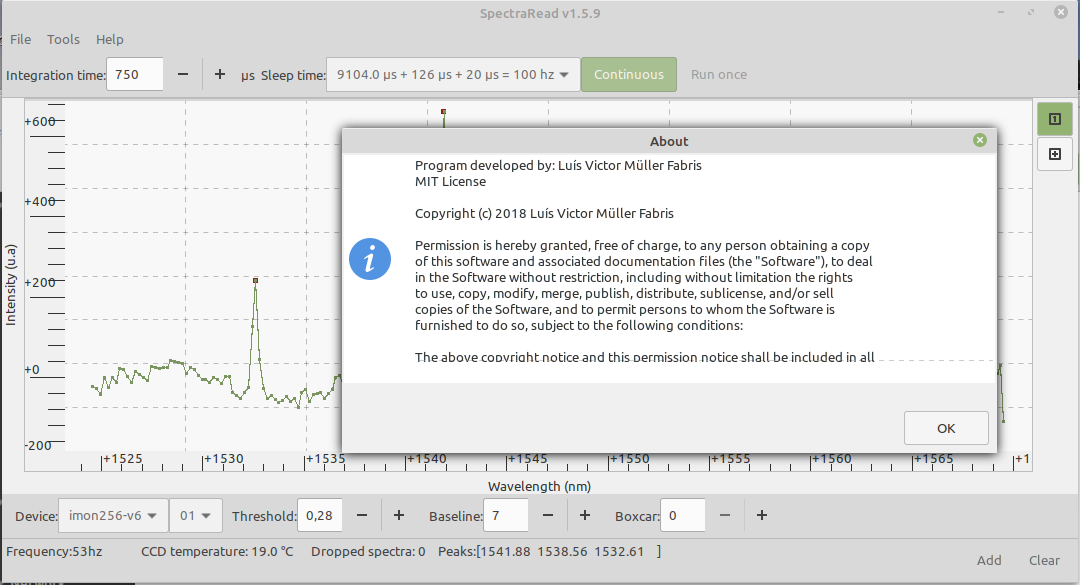 SpectraRead v1.5.9
File Tools Help
Integration time: 750 − + µs Sleep time: 9104.0 µs + 126 µs + 20 µs = 100 hz Continuous Run once
+600
+400
+200
+0
-200
Intensity (u.a)
1
About
Program developed by: Luís Victor Müller Fabris
MIT License
Copyright (c) 2018 Luís Victor Müller Fabris
i
Permission is hereby granted, free of charge, to any person obtaining a copy
of this software and associated documentation files (the "Software"), to deal
in the Software without restriction, including without limitation the rights
to use, copy, modify, merge, publish, distribute, sublicense, and/or sell
copies of the Software, and to permit persons to whom the Software is
furnished to do so, subject to the following conditions:
The above copyright notice and this permission notice shall be included in all
OK
+1525 +1530 +1535 +1540 +1545 +1550 +1555 +1560 +1565 +1
Wavelength (nm)
Device: imon256-v6 01 Threshold: 0,28 − + Baseline: 7 − + Boxcar: 0 − +
Frequency:53hz CCD temperature: 19.0 °C Dropped spectra: 0 Peaks:[1541.88 1538.56 1532.61 ]
Add Clear